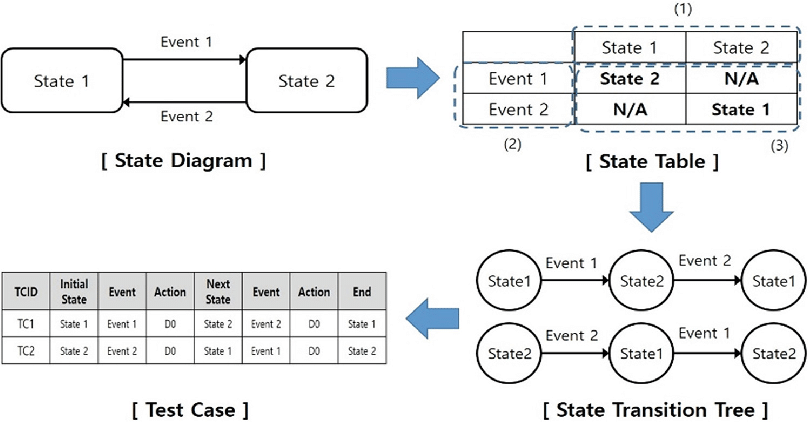 Event 1
State 1
State 2
Event 2
[ State Diagram ]
(1)
State 1 State 2
Event 1 State 2 N/A
Event 2 N/A State 1
(2)
(3)
[ State Table ]
State1 Event 1 State2 Event 2 State1
State2 Event 2 State1 Event 1 State2
[ State Transition Tree ]
TCID Initial State Event Action Next State Event Action End
TC1 State 1 Event 1 D0 State 2 Event 2 D0 State 1
TC2 State 2 Event 2 D0 State 1 Event 1 D0 State 2
[ Test Case ]